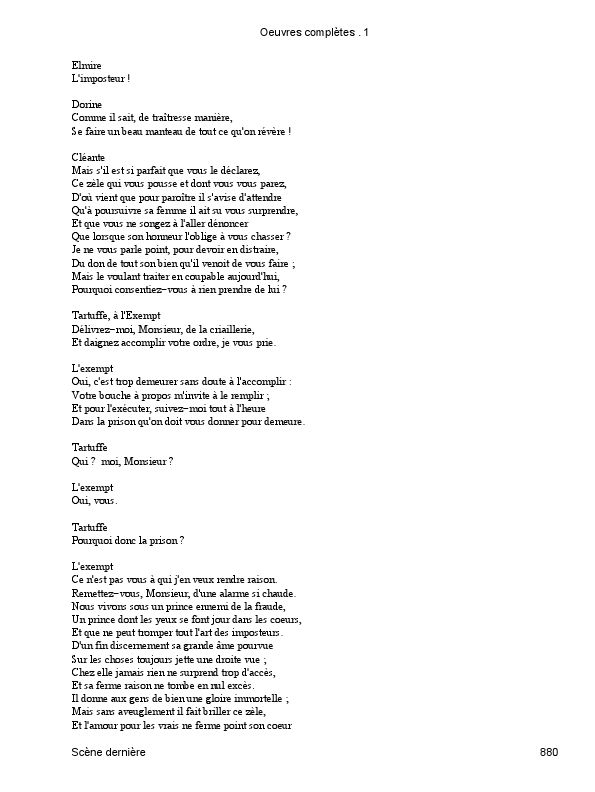 Oeuvres complètes . 1
Elmire
L'imposteur !
Dorine
Comme il sait, de traîtresse manière,
Se faire un beau manteau de tout ce qu'on révère !
Cléante
Mais s'il est si parfait que vous le déclarez,
Ce zèle qui vous pousse et dont vous vous parez,
D'où vient que pour paroître il s'avise d'attendre
Qu'à poursuivre sa femme il ait su vous surprendre,
Et que vous ne songez à l'aller dénoncer
Que lorsque son honneur l'oblige à vous chasser ?
Je ne vous parle point, pour devoir en distraire,
Du don de tout son bien qu'il venoit de vous faire ;
Mais le voulant traiter en coupable aujourd'hui,
Pourquoi consentiez−vous à rien prendre de lui ?
Tartuffe, à l'Exempt
Délivrez−moi, Monsieur, de la criaillerie,
Et daignez accomplir votre ordre, je vous prie.
L'exempt
Oui, c'est trop demeurer sans doute à l'accomplir :
Votre bouche à propos m'invite à le remplir ;
Et pour l'exécuter, suivez−moi tout à l'heure
Dans la prison qu'on doit vous donner pour demeure.
Tartuffe
Qui ?  moi, Monsieur ?
L'exempt
Oui, vous.
Tartuffe
Pourquoi donc la prison ?
L'exempt
Ce n'est pas vous à qui j'en veux rendre raison.
Remettez−vous, Monsieur, d'une alarme si chaude.
Nous vivons sous un prince ennemi de la fraude,
Un prince dont les yeux se font jour dans les coeurs,
Et que ne peut tromper tout l'art des imposteurs.
D'un fin discernement sa grande âme pourvue
Sur les choses toujours jette une droite vue ;
Chez elle jamais rien ne surprend trop d'accès,
Et sa ferme raison ne tombe en nul excès.
Il donne aux gens de bien une gloire immortelle ;
Mais sans aveuglement il fait briller ce zèle,
Et l'amour pour les vrais ne ferme point son coeur
Scène dernière
880